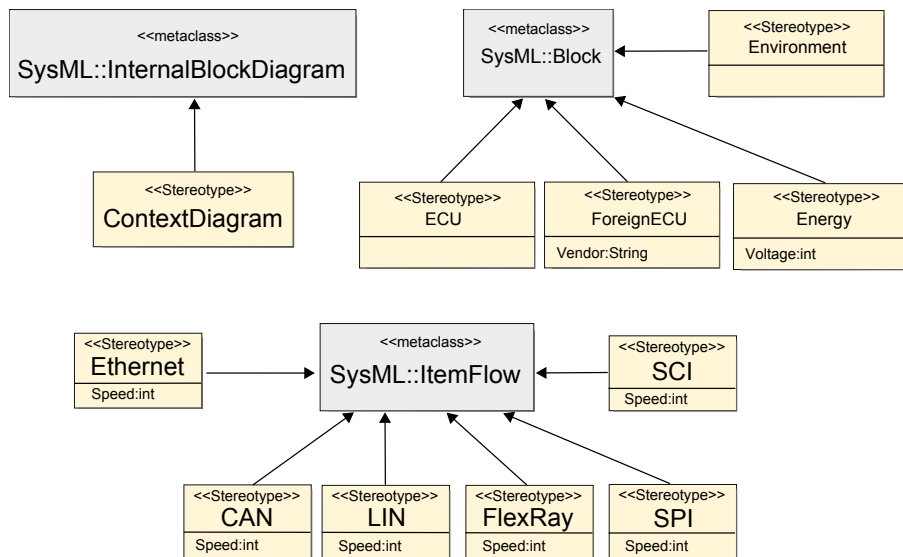 <<metaclass>>
SysML::InternalBlockDiagram
<<Stereotype>>
ContextDiagram
<<metaclass>>
SysML::Block
<<Stereotype>>
Environment
<<Stereotype>>
ECU
<<Stereotype>>
ForeignECU
Vendor:String
<<Stereotype>>
Energy
Voltage:int
<<Stereotype>>
Ethernet
Speed:int
<<metaclass>>
SysML::ItemFlow
<<Stereotype>>
SCI
Speed:int
<<Stereotype>>
CAN
Speed:int
<<Stereotype>>
LIN
Speed:int
<<Stereotype>>
FlexRay
Speed:int
<<Stereotype>>
SPI
Speed:int